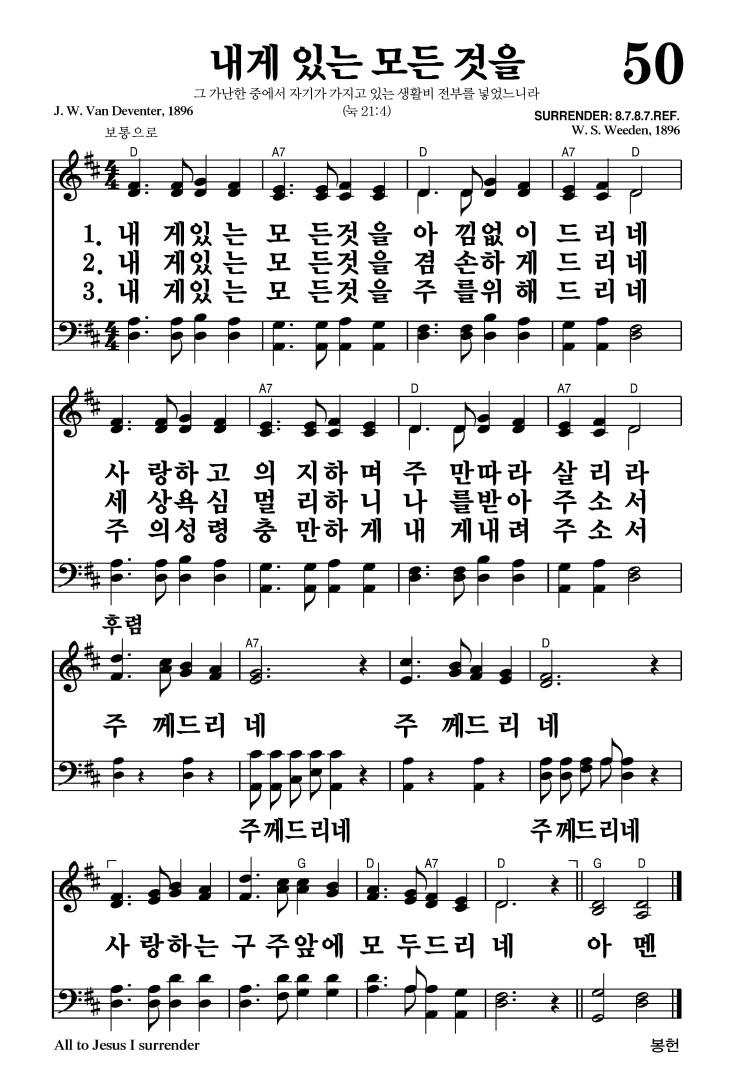 내게 있는 모든 것을 50
그 가난한 중에서 자기가 가지고 있는 생활비 전부를 넣었느니라
J. W. Van Deventer, 1896 (눅 21:4) SURRENDER: 8.7.8.7.REF.
보통으로 W. S. Weeden, 1896
D A7 D A7 D
1. 내 게있 는 모 든것 을 아 낌없 이 드 리 네
2. 내 게있 는 모 든것 을 겸 손하 게 드 리 네
3. 내 게있 는 모 든것 을 주 를위 해 드 리 네
A7 D A7 D
사 랑하 고 의 지하 며 주 만따 라 살 리 라
세 상욕 심 멀 리하 니 나 를받 아 주 소 서
주 의성 령 충 만하 게 내 게내 려 주 소 서
후렴
A7 D
주 께드 리 네 주 께드 리 네
주께드리네 주께드리네
G D A7 D G D
사 랑하 는 구 주앞 에 모 두드 리 네 아 멘
All to Jesus I surrender 봉헌